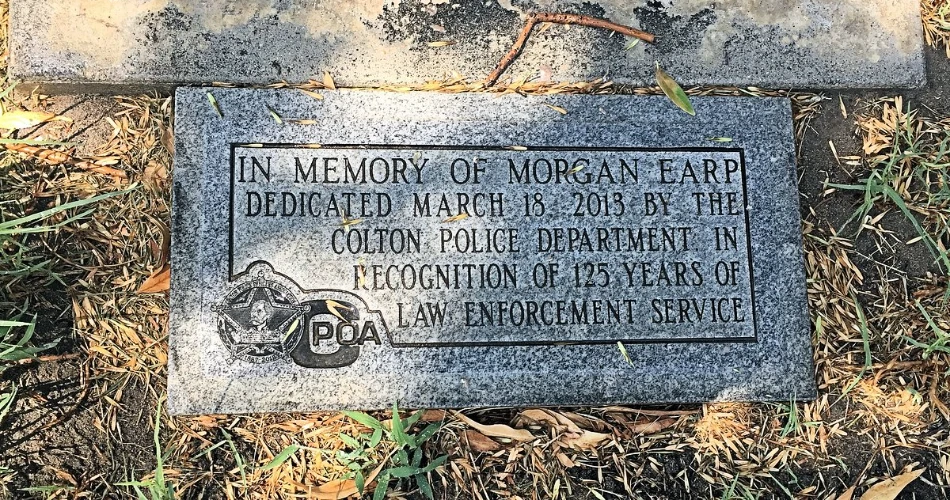 IN MEMORY OF MORGAN EARP
DEDICATED MARCH 18, 2013 BY THE
COLTON POLICE DEPARTMENT IN
RECOGNITION OF 125 YEARS OF
LAW ENFORCEMENT SERVICE
POA